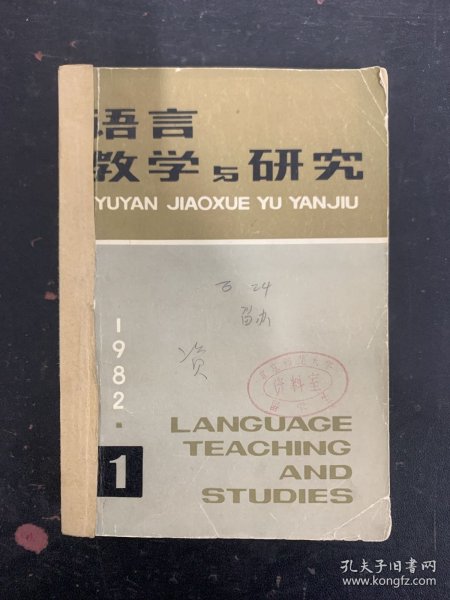 语言
教学与研究
YUYAN JIAOXUE YU YANJIU
1982.
1
资
资料室
LANGUAGE
TEACHING
AND
STUDIES
孔夫子旧书网
www.kongfz.com